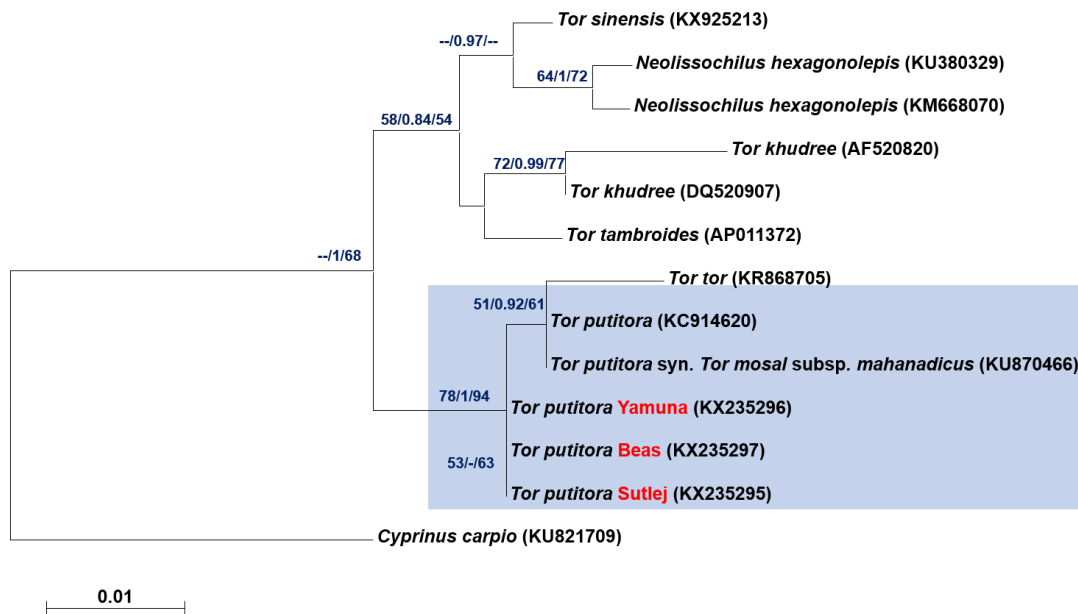 Tor sinensis (KX925213)
--/0.97/--
Neolissochilus hexagonolepis (KU380329)
64/1/72
Neolissochilus hexagonolepis (KM668070)
58/0.84/54
Tor khudree (AF520820)
72/0.99/77
Tor khudree (DQ520907)
Tor tambroides (AP011372)
--/1/68
Tor tor (KR868705)
51/0.92/61
Tor putitora (KC914620)
Tor putitora syn. Tor mosal subsp. mahanadicus (KU870466)
78/1/94
Tor putitora Yamuna (KX235296)
Tor putitora Beas (KX235297)
53/-/63
Tor putitora Sutlej (KX235295)
Cyprinus carpio (KU821709)
0.01